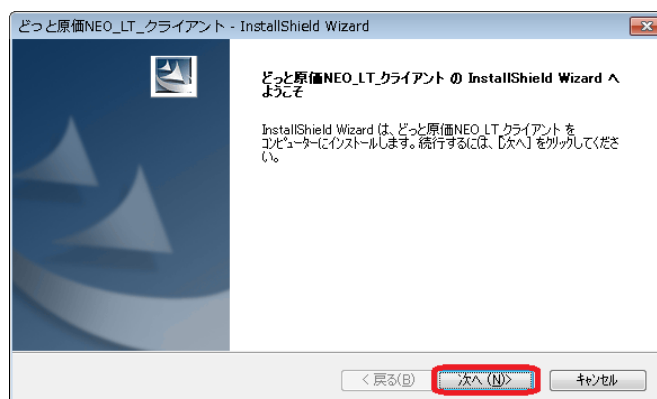 どっと原価NEO_LT_クライアント - InstallShield Wizard
どっと原価NEO_LT_クライアント の InstallShield Wizard へ
ようこそ
InstallShield Wizard は、どっと原価NEO_LT_クライアント を
コンピューターにインストールします。続行するには、[次へ] をクリックしてくださ
い。
< 戻る(B)
次へ (N)>
キャンセル